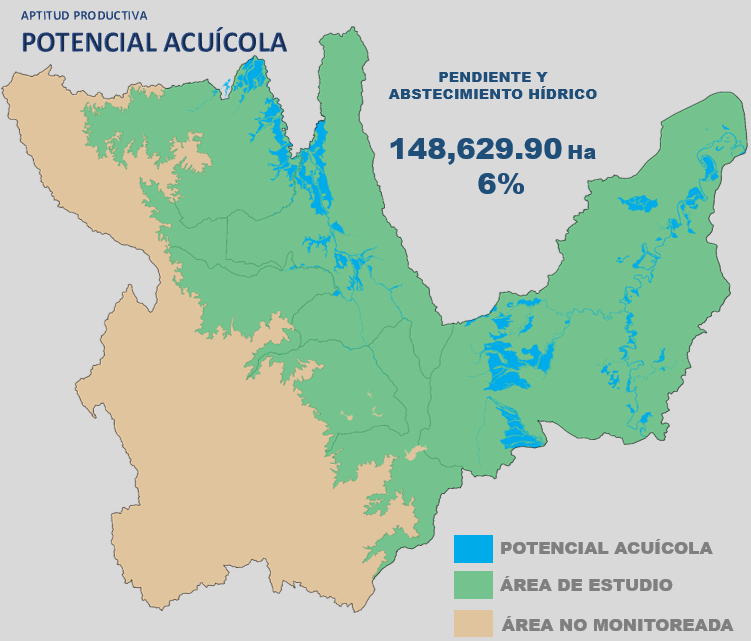 APTITUD PRODUCTIVA
POTENCIAL ACUÍCOLA
PENDIENTE Y
ABSTECIMIENTO HÍDRICO
148,629.90 Ha
6%
POTENCIAL ACUÍCOLA
ÁREA DE ESTUDIO
ÁREA NO MONITOREADA